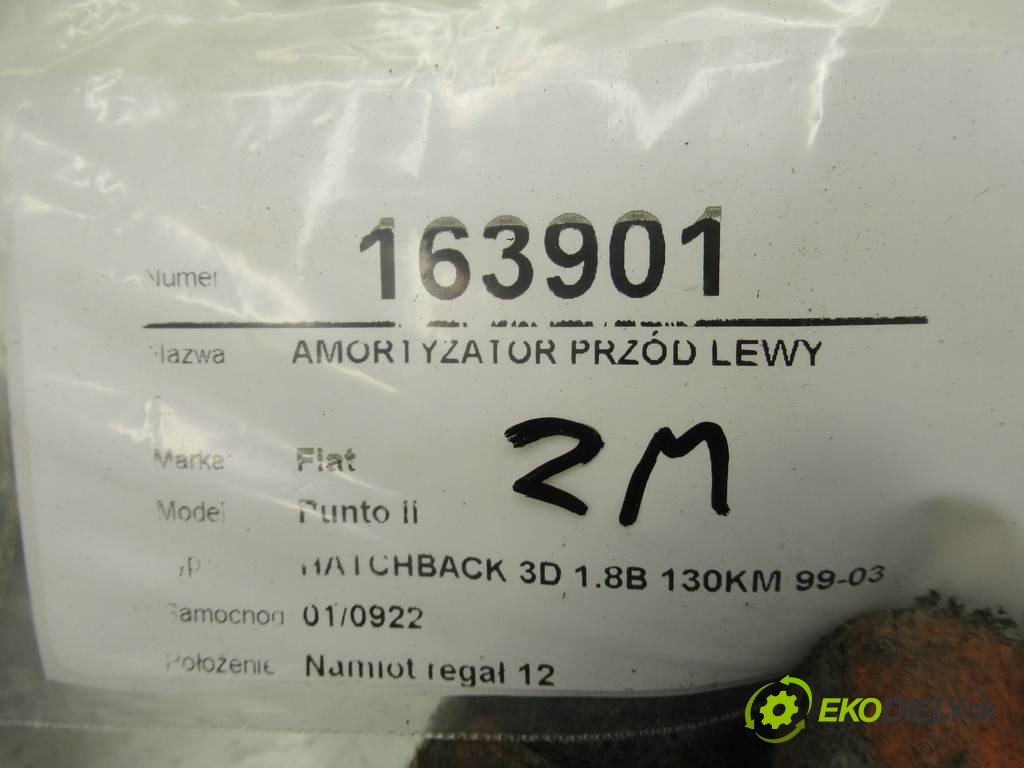 Numer 163901
Nazwa AMORTYZATOR PRZÓD LEWY
Marka Fiat
2M
Model Punto II
HATCHBACK 3D 1.8B 130KM 99-03
Samochod 01/0922
Położenie Namiot regał 12
EKODIELY.sk